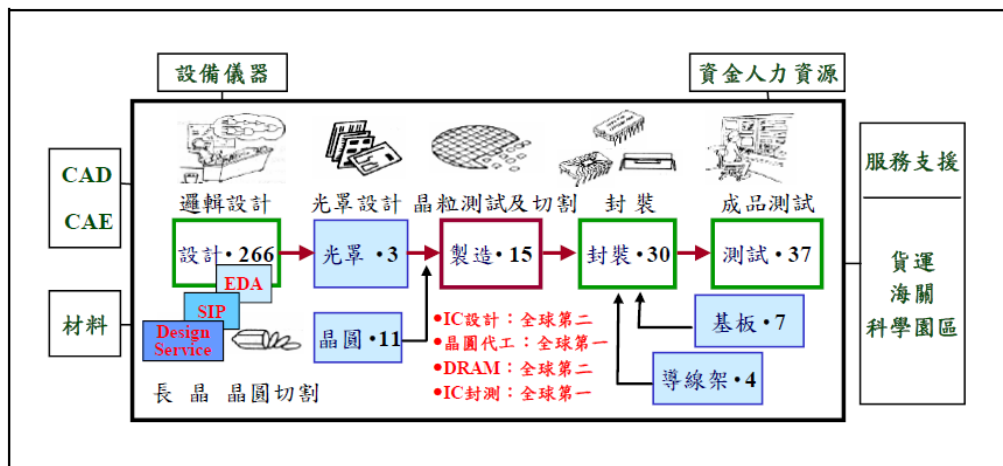 設備儀器
資金人力資源
CAD
CAE
材料
服務支援
貨運
海關
科學園區
邏輯設計
光罩設計
晶粒測試及切割
封裝
成品測試
設計•266
光罩•3
製造•15
封裝•30
測試•37
EDA
SIP
Design
Service
晶圓•11
•IC設計：全球第二
•晶圓代工：全球第一
•DRAM：全球第二
•IC封測：全球第一
基板•7
導線架•4
長 晶 晶圓切割